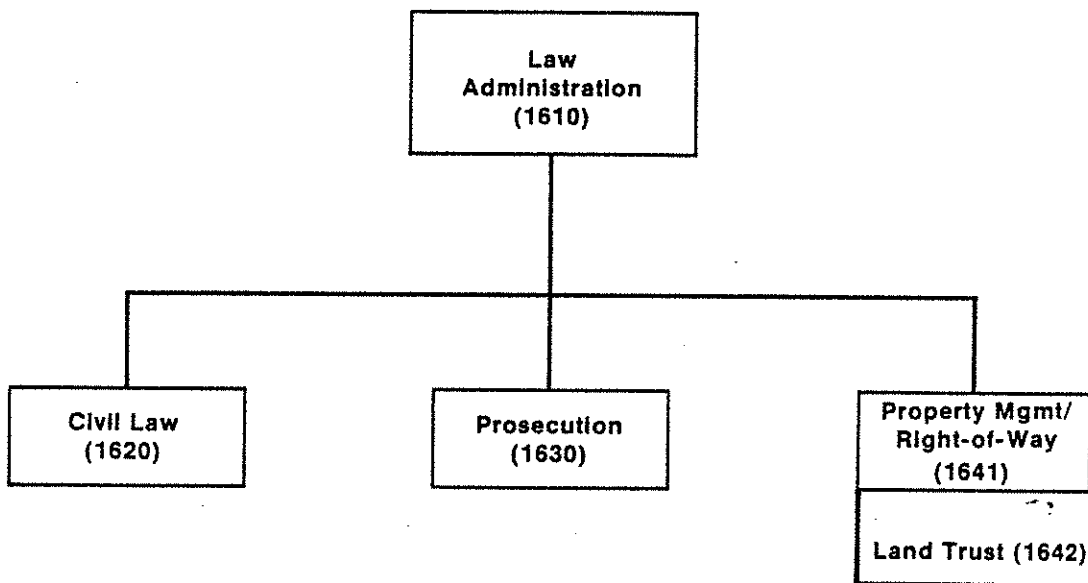 Law
Administration
(1610)
Civil Law
(1620)
Prosecution
(1630)
Property Mgmt/
Right-of-Way
(1641)
Land Trust (1642)